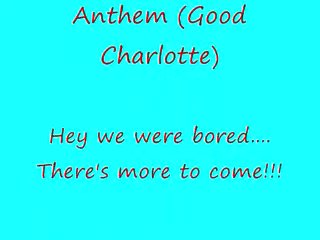 Anthem (Good
Charlotte)
Hey we were bored....
There's more to come!!!